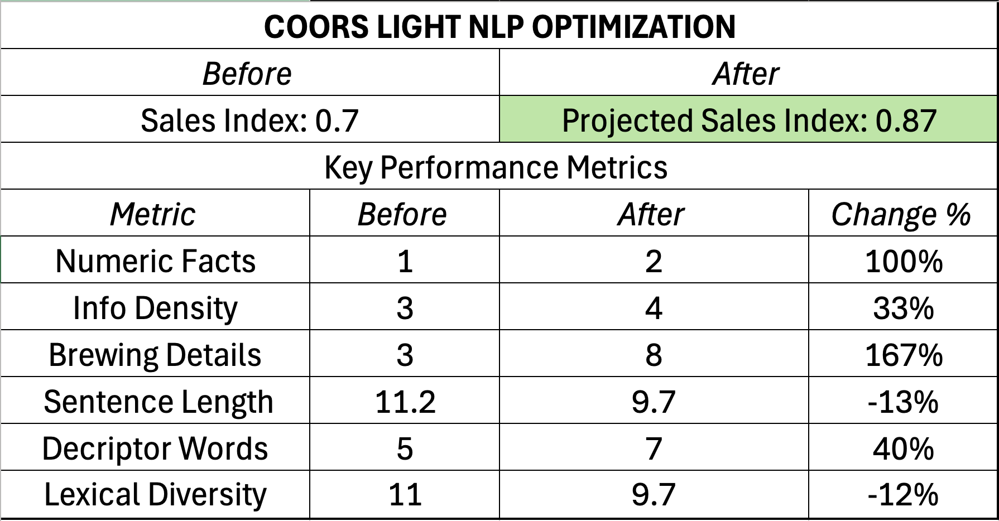 COORS LIGHT NLP OPTIMIZATION
Before After
Sales Index: 0.7 Projected Sales Index: 0.87
Key Performance Metrics
Metric Before After Change %
Numeric Facts 1 2 100%
Info Density 3 4 33%
Brewing Details 3 8 167%
Sentence Length 11.2 9.7 -13%
Decriptor Words 5 7 40%
Lexical Diversity 11 9.7 -12%